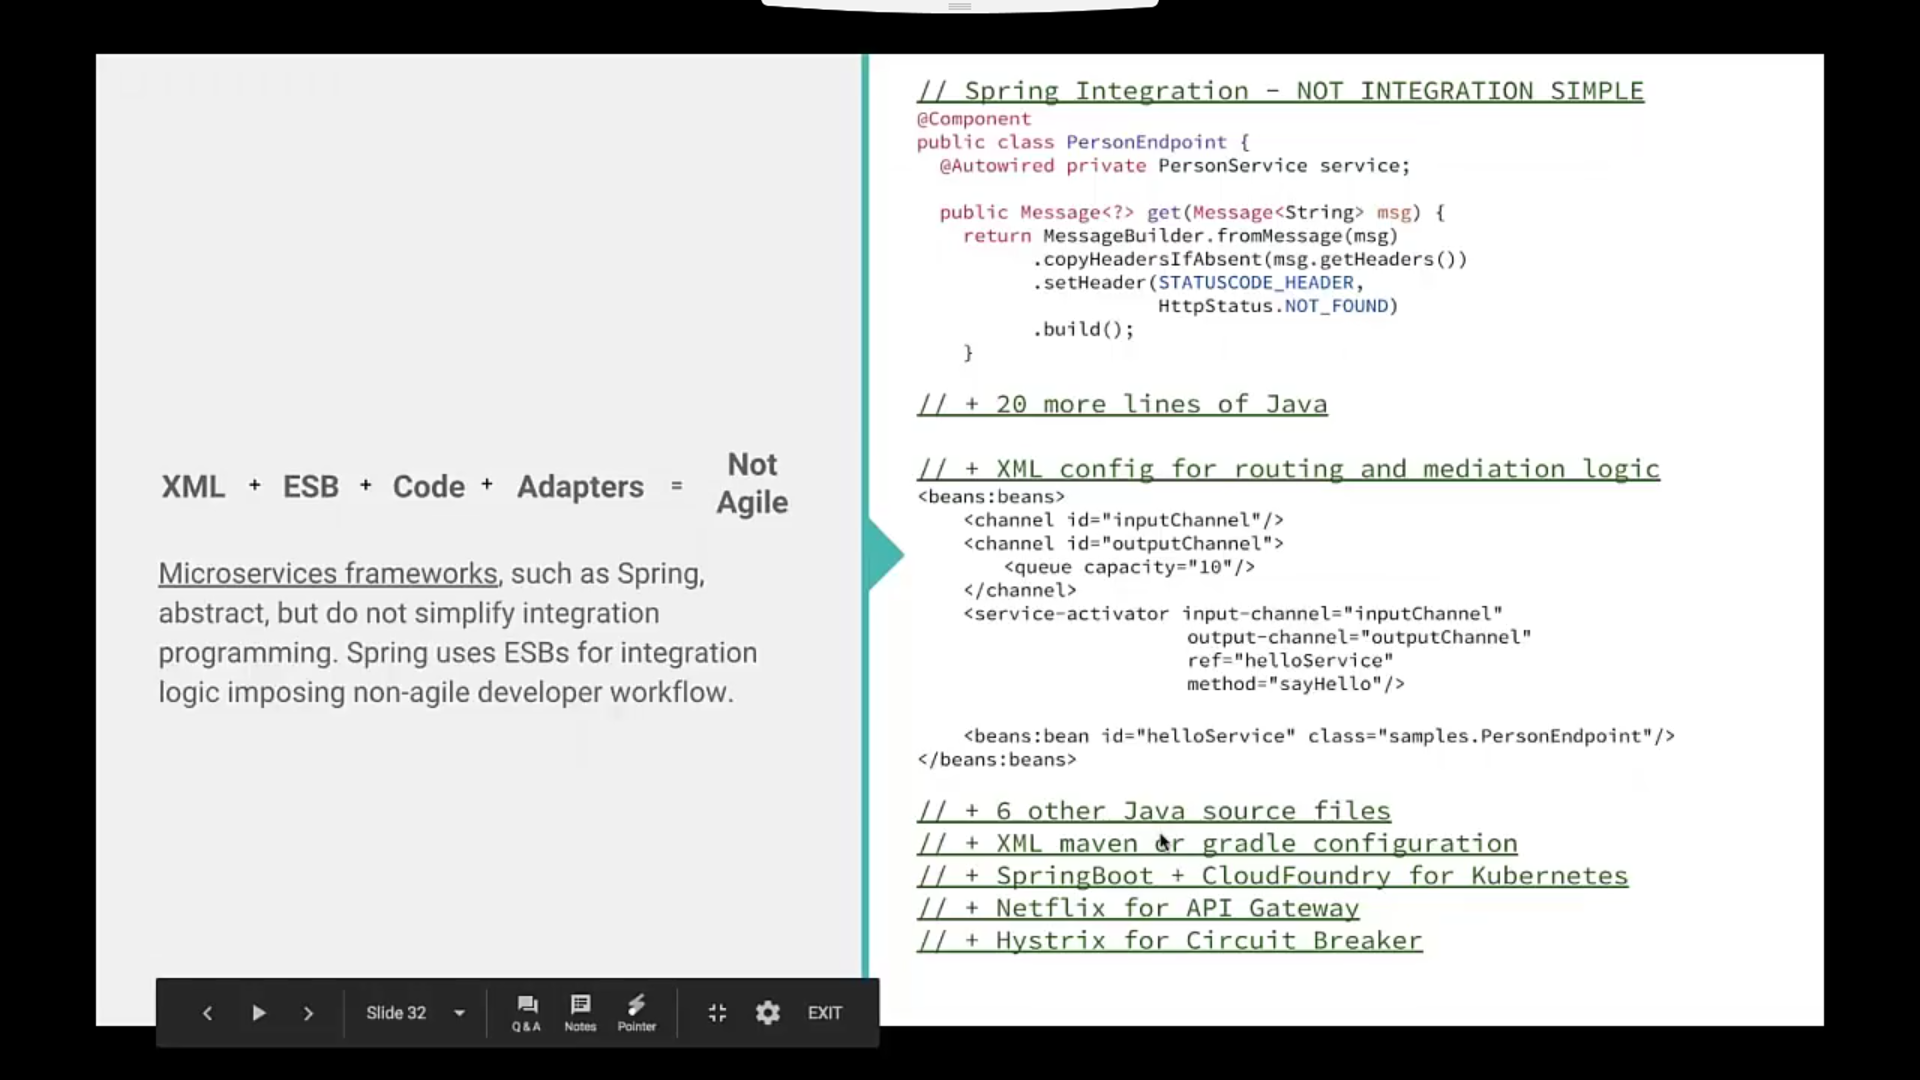 XML + ESB + Code + Adapters = Not Agile
Microservices frameworks, such as Spring,
abstract, but do not simplify integration
programming. Spring uses ESBs for integration
logic imposing non-agile developer workflow.
// Spring Integration - NOT INTEGRATION SIMPLE
@Component
public class PersonEndpoint {
@Autowired private PersonService service;
public Message<?> get(Message<String> msg) {
return MessageBuilder.fromMessage(msg)
.copyHeadersIfAbsent(msg.getHeaders())
.setHeader(STATUSCODE_HEADER,
HttpStatus.NOT_FOUND)
.build();
}
// + 20 more lines of Java
// + XML config for routing and mediation logic
<beans:beans>
<channel id="inputChannel"/>
<channel id="outputChannel">
<queue capacity="10"/>
</channel>
<service-activator input-channel="inputChannel"
output-channel="outputChannel"
ref="helloService"
method="sayHello"/>
<beans:bean id="helloService" class="samples.PersonEndpoint"/>
</beans:beans>
// + 6 other Java source files
// + XML maven or gradle configuration
// + SpringBoot + CloudFoundry for Kubernetes
// + Netflix for API Gateway
// + Hystrix for Circuit Breaker
Slide 32
Q & A
Notes
Pointer
EXIT